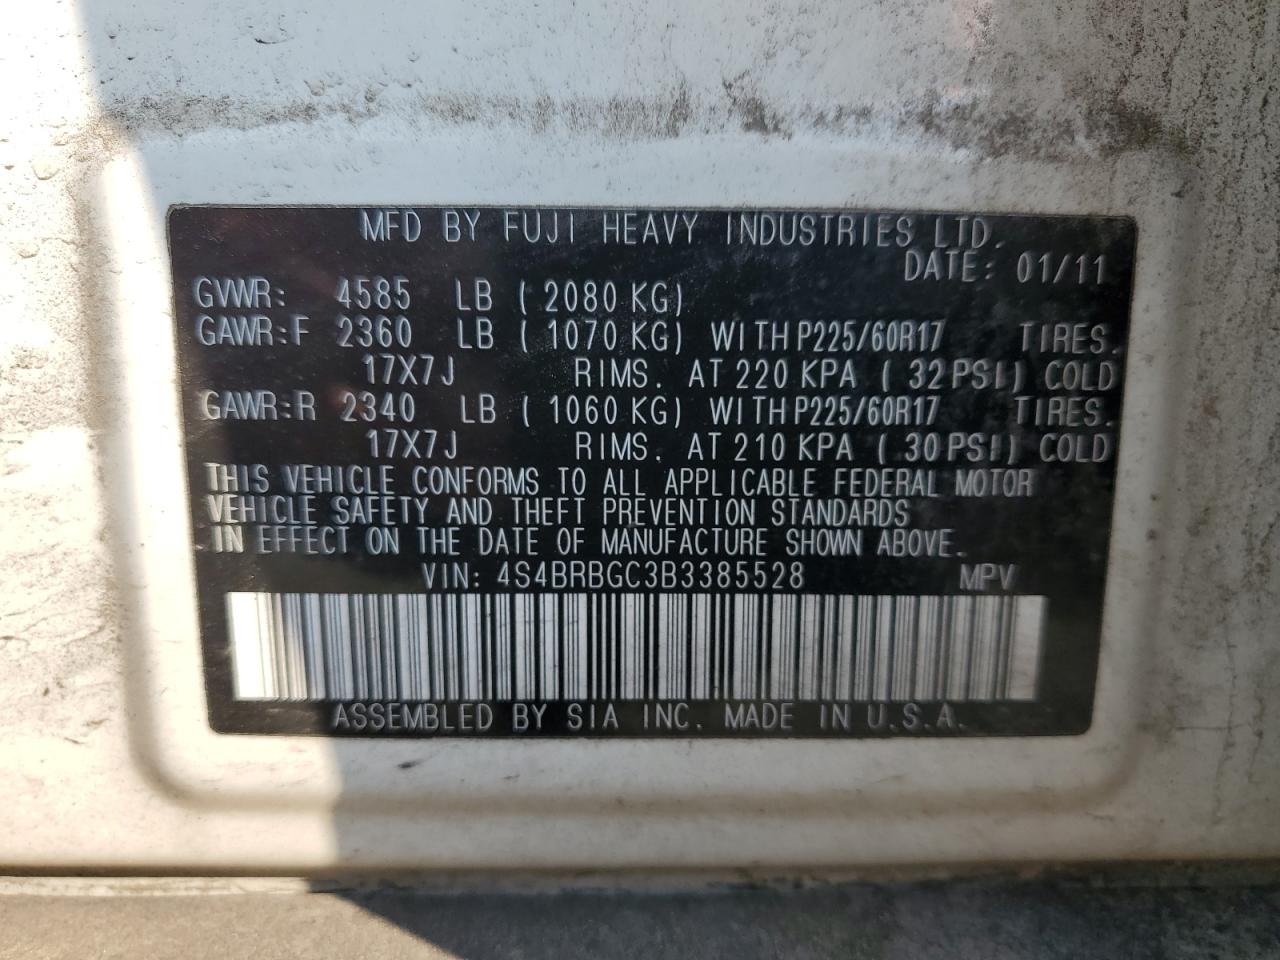 MFD BY FUJI HEAVY INDUSTRIES LTD.
DATE: 01/11
GVWR: 4585 LB ( 2080 KG)
GAWR:F 2360 LB ( 1070 KG) WITH P225/60R17 TIRES.
17X7J RIMS. AT 220 KPA ( 32 PSI) COLD
GAWR:R 2340 LB ( 1060 KG) WITH P225/60R17 TIRES.
17X7J RIMS. AT 210 KPA ( 30 PSI) COLD
THIS VEHICLE CONFORMS TO ALL APPLICABLE FEDERAL MOTOR
VEHICLE SAFETY AND THEFT PREVENTION STANDARDS
IN EFFECT ON THE DATE OF MANUFACTURE SHOWN ABOVE.
VIN: 4S4BRBGC3B3385528 MPV
ASSEMBLED BY SIA INC. MADE IN U.S.A.